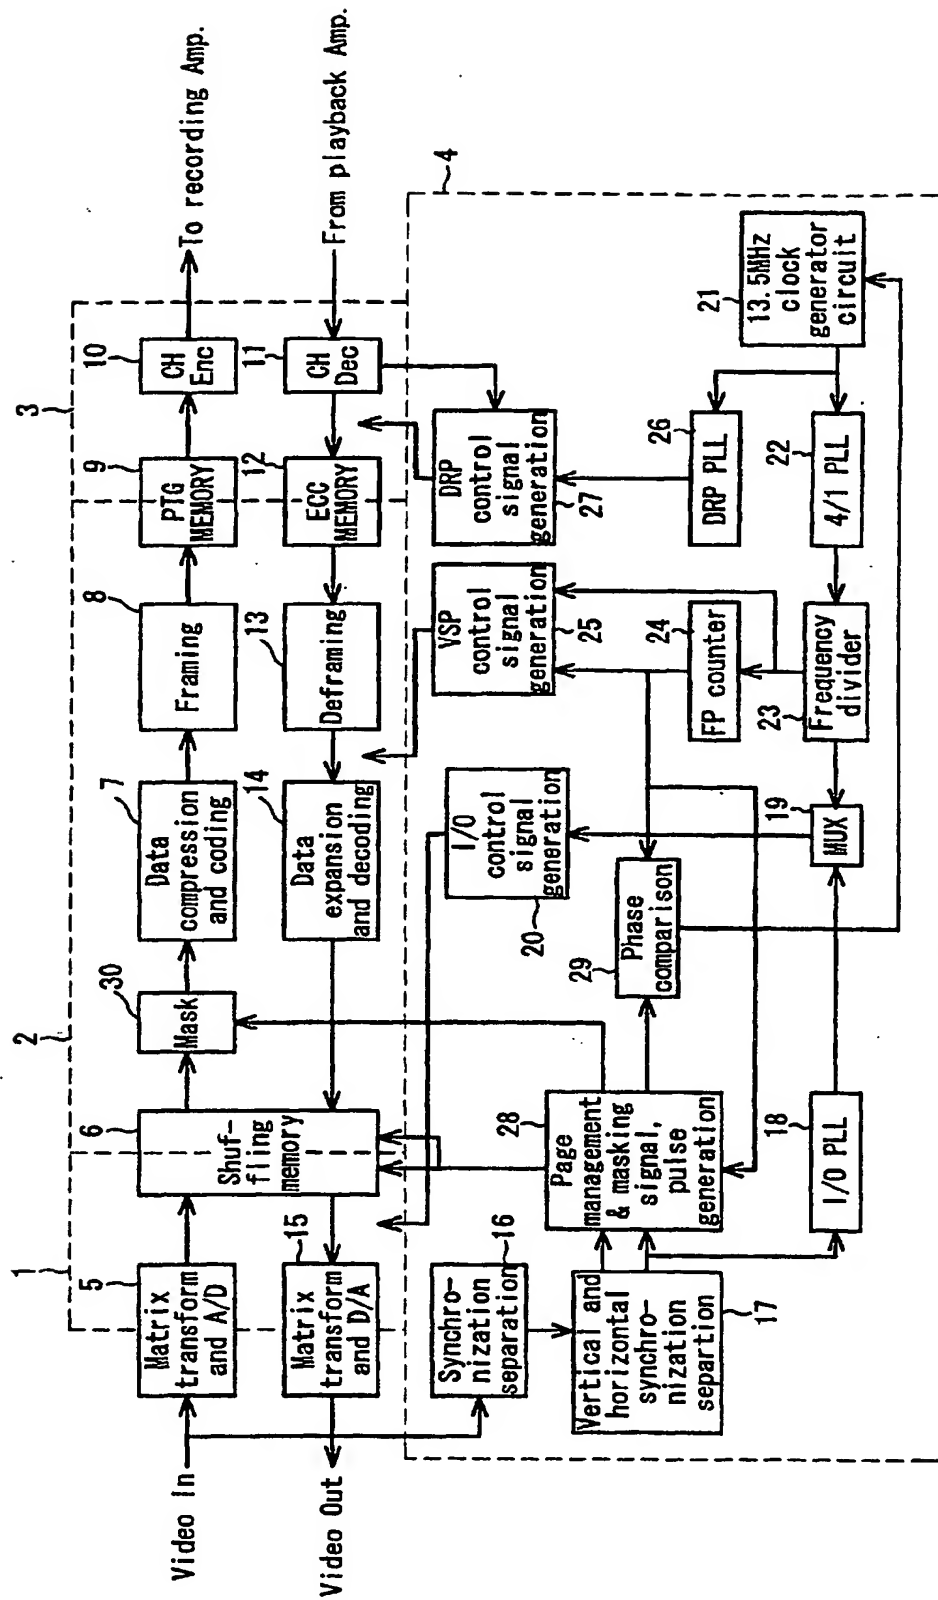 1
2
3
Video In
5
Matrix
transform
and A/D
6
Shuf-
fling
memory
30
Mask
7
Data
compression
and coding
8
Framing
9
PTG
MEMORY
10
CH
Enc
To recording Amp.
Video Out
15
Matrix
transform
and D/A
14
Data
expansion
and decoding
13
Deframing
12
ECC
MEMORY
11
CH
Dec
From playback Amp.
4
16
Synchro-
nization
separation
I/O
control
signal
generation
20
VSP
control
signal
generation
25
DRP
control
signal
generation
27
17
Vertical and
horizontal
synchro-
nization
separtion
28
Page
management
& masking
signal,
pulse
generation
29
Phase
comparison
24
FP counter
26
DRP PLL
21
13.5MHz
clock
generator
circuit
18
I/O PLL
19
MUX
23
Frequency
divider
22
4/1 PLL